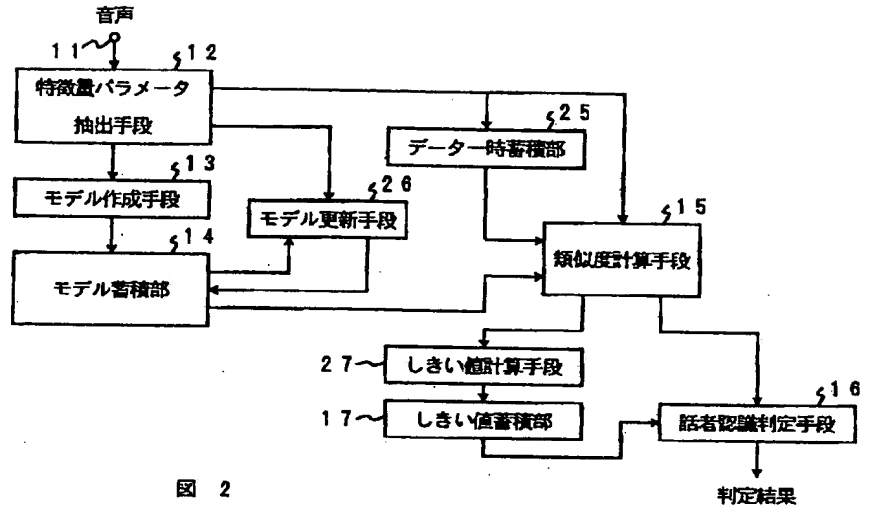 音声
11
12
特徴量パラメータ
抽出手段
25
データ一時蓄積部
13
モデル作成手段
26
モデル更新手段
15
類似度計算手段
14
モデル蓄積部
27
しきい値計算手段
17
しきい値蓄積部
16
話者認識判定手段
図 2
判定結果